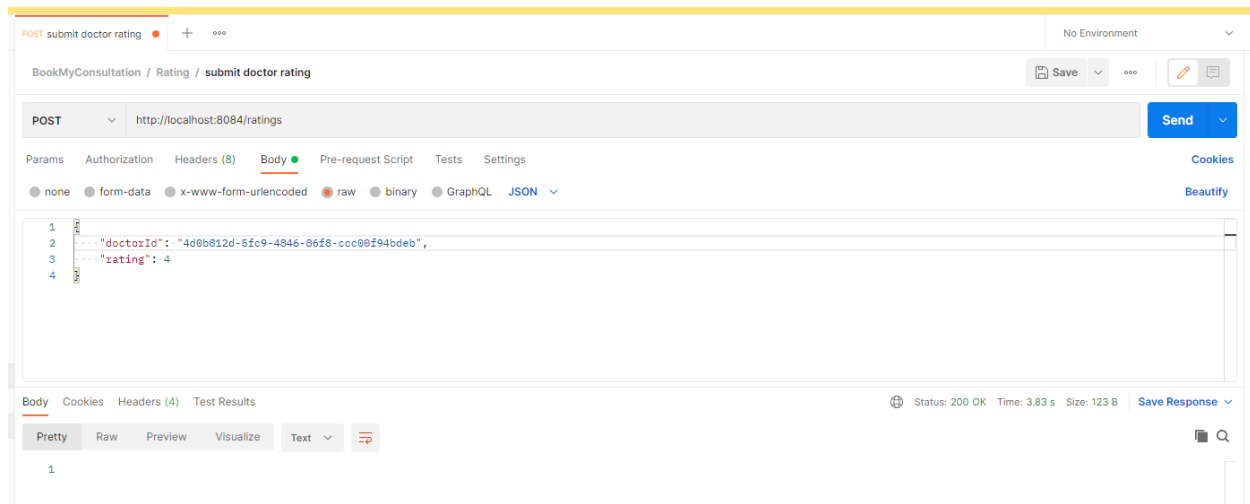 POST submit doctor rating
No Environment
BookMyConsultation / Rating / submit doctor rating
Save
POST http://localhost:8084/ratings Send
Params Authorization Headers (8) Body Pre-request Script Tests Settings Cookies
none form-data x-www-form-urlencoded raw binary GraphQL JSON Beautify
1 {
2 "doctorId": "4d0b812d-5fc9-4846-86f8-ccc00f94bdeb",
3 "rating": 4
4 }
Body Cookies Headers (4) Test Results Status: 200 OK Time: 3.83 s Size: 123 B Save Response
Pretty Raw Preview Visualize Text
1